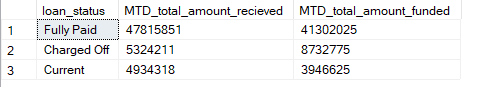 loan_status MTD_total_amount_recieved MTD_total_amount_funded
1 Fully Paid 47815851 41302025
2 Charged Off 5324211 8732775
3 Current 4934318 3946625